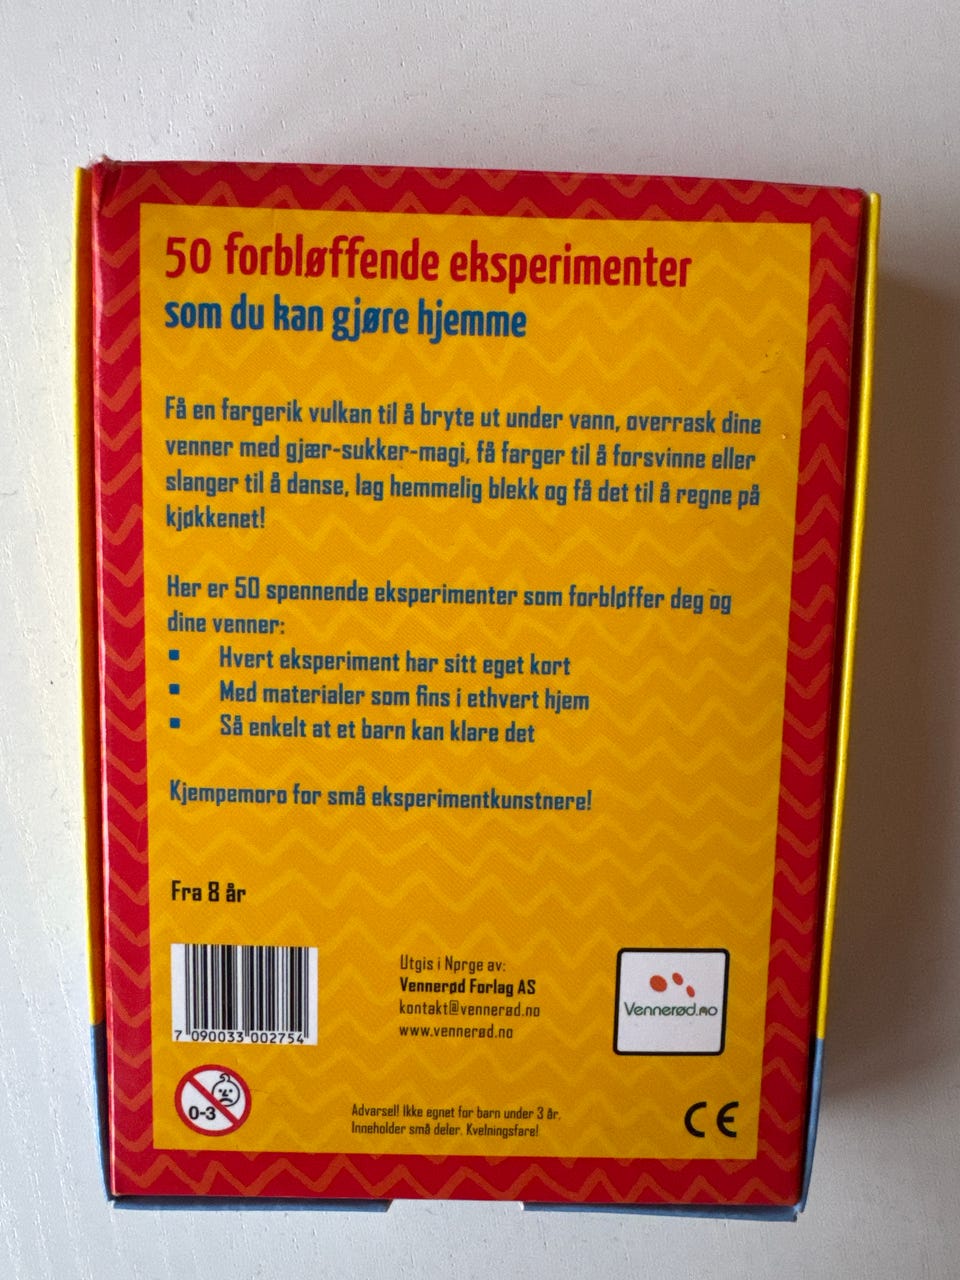 50 forbløffende eksperimenter
som du kan gjøre hjemme
Få en fargerik vulkan til å bryte ut under vann, overrask dine
venner med gjær-sukker-magi, få farger til å forsvinne eller
slanger til å danse, lag hemmelig blekk og få det til å regne på
kjøkkenet!
Her er 50 spennende eksperimenter som forbløffer deg og
dine venner:
▪ Hvert eksperiment har sitt eget kort
▪ Med materialer som fins i ethvert hjem
▪ Så enkelt at et barn kan klare det
Kjempemoro for små eksperimentkunstnere!
Fra 8 år
7 090033 002754
Utgis i Norge av:
Vennerød Forlag AS
kontakt@vennerød.no
www.vennerød.no
Vennerød.no
0-3
Advarsel! Ikke egnet for barn under 3 år.
Inneholder små deler. Kvelningsfare!
CE